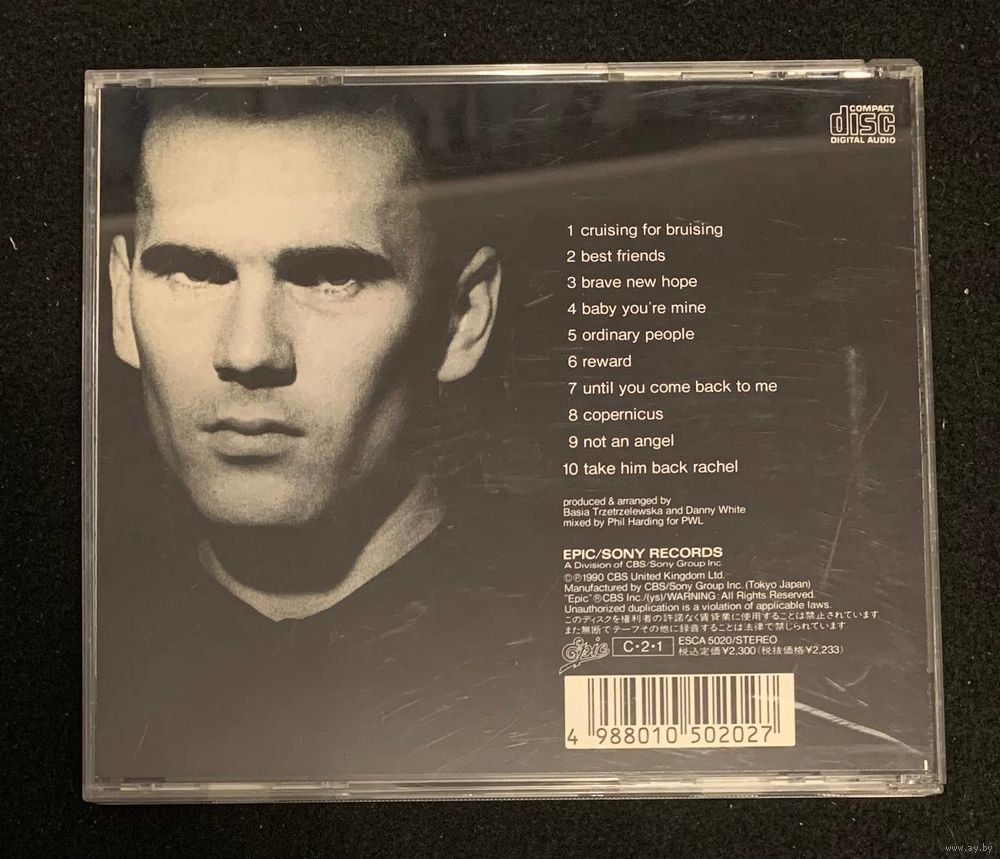 COMPACT
disc
DIGITAL AUDIO
1 cruising for bruising
2 best friends
3 brave new hope
4 baby you're mine
5 ordinary people
6 reward
7 until you come back to me
8 copernicus
9 not an angel
10 take him back rachel
produced & arranged by
Basia Trzetrzelewska and Danny White
mixed by Phil Harding for PWL
EPIC/SONY RECORDS
A Division of CBS/Sony Group Inc.
©℗1990 CBS United Kingdom Ltd.
Manufactured by CBS/Sony Group Inc. (Tokyo Japan)
"Epic" ® CBS Inc./(ys)/WARNING: All Rights Reserved.
Unauthorized duplication is a violation of applicable laws.
このディスクを権利者の許諾なく賃貸業に使用することは禁止されています
また無断でテープその他に録音することは法律で禁じられています
Epic C・2・1 ESCA 5020/STEREO
税込定価¥2,300(税抜価格¥2,233)
4 988010 502027
www.ay.by